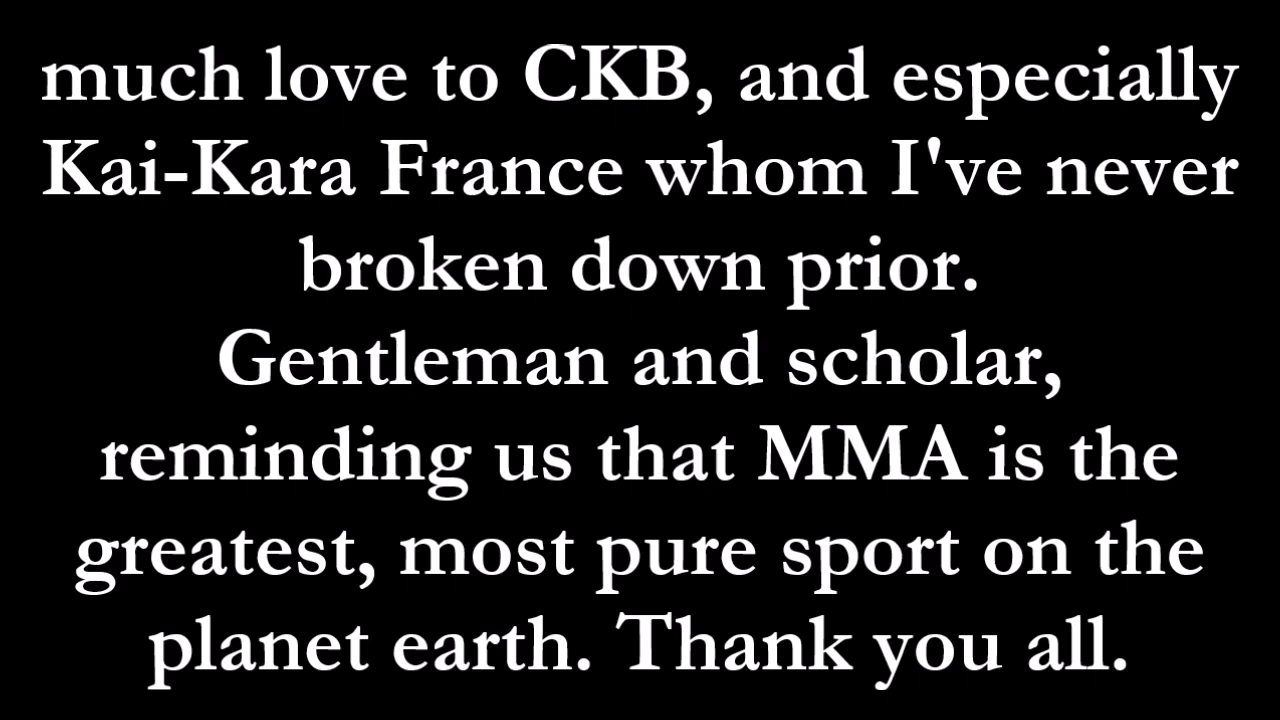 much love to CKB, and especially
Kai-Kara France whom I've never
broken down prior.
Gentleman and scholar,
reminding us that MMA is the
greatest, most pure sport on the
planet earth. Thank you all.